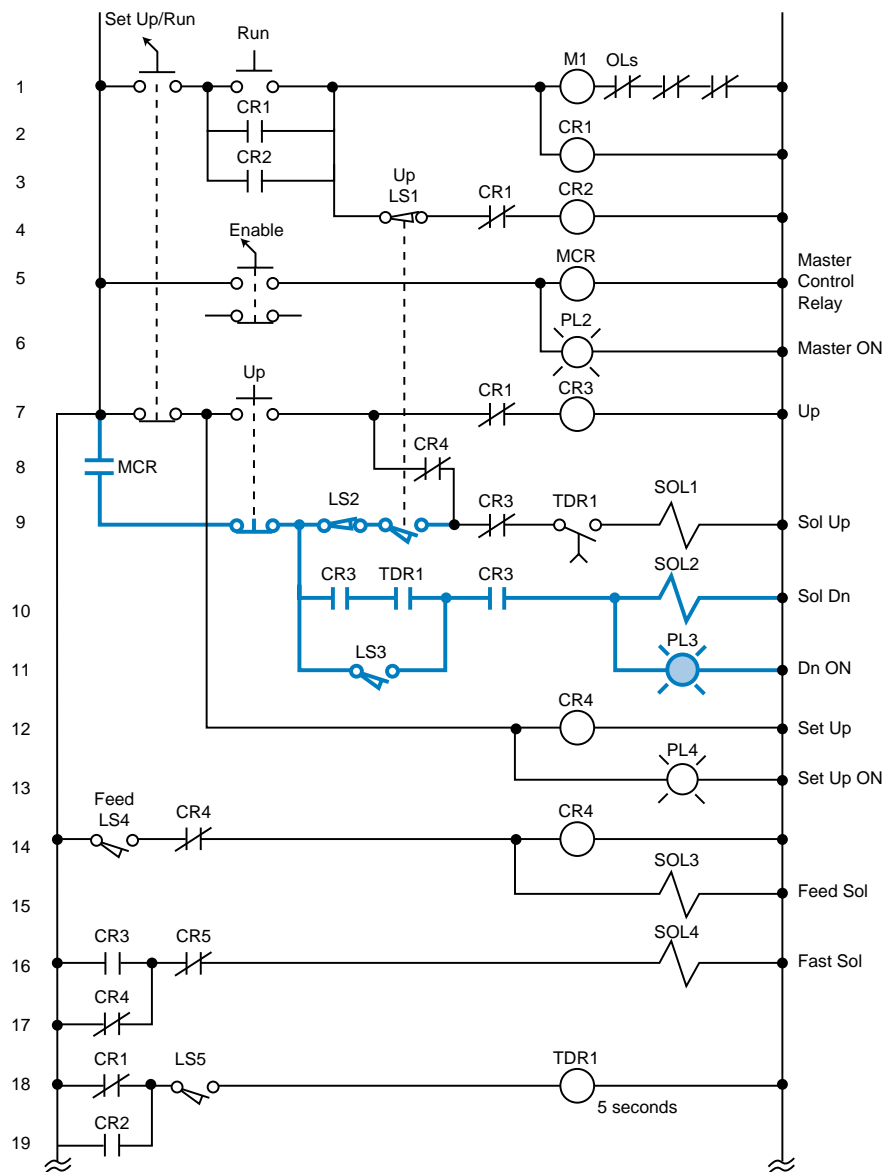 Set Up/Run
Run
M1
OLs
1
CR1
2
CR1
CR2
3
Up
LS1
CR1
CR2
4
Enable
5
MCR
Master
Control
Relay
PL2
6
Master ON
Up
7
CR1
CR3
Up
CR4
8
MCR
LS2
9
CR3
TDR1
SOL1
Sol Up
CR3
TDR1
CR3
SOL2
10
Sol Dn
LS3
PL3
11
Dn ON
12
CR4
Set Up
PL4
13
Set Up ON
Feed
LS4
CR4
CR4
14
SOL3
15
Feed Sol
CR3
CR5
SOL4
16
Fast Sol
CR4
17
CR1
LS5
TDR1
18
5 seconds
CR2
19